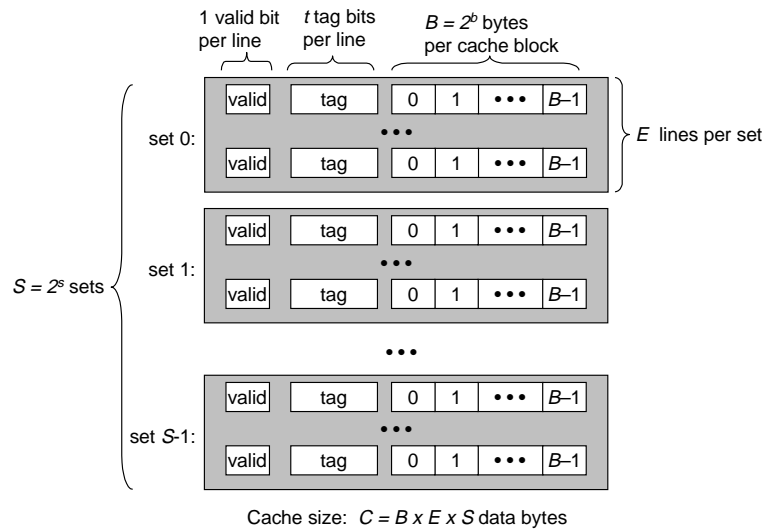 1 valid bit
per line
t tag bits
per line
B = 2ᵇ bytes
per cache block
valid tag 0 1 ••• B–1
•••
set 0:
valid tag 0 1 ••• B–1
E lines per set
valid tag 0 1 ••• B–1
•••
set 1:
valid tag 0 1 ••• B–1
S = 2ˢ sets
•••
valid tag 0 1 ••• B–1
•••
set S-1:
valid tag 0 1 ••• B–1
Cache size: C = B x E x S data bytes